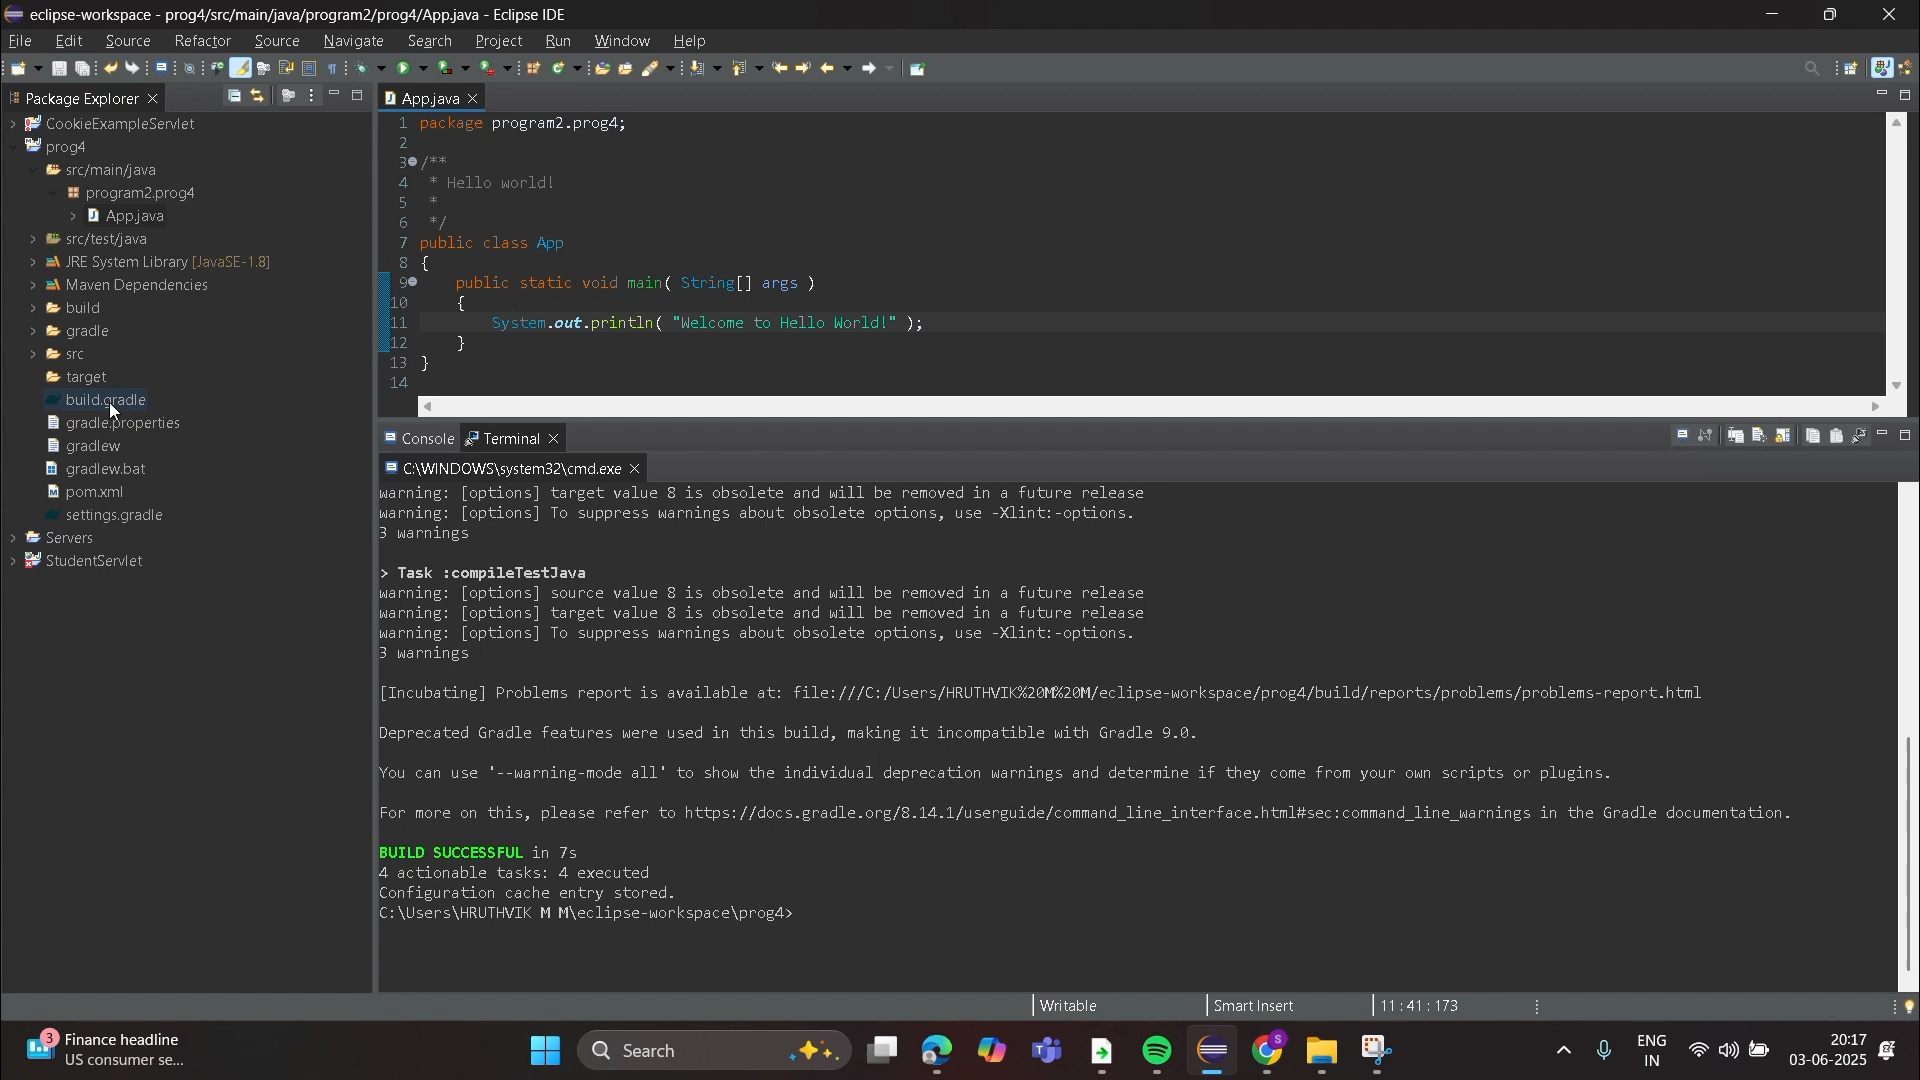 eclipse-workspace - prog4/src/main/java/program2/prog4/App.java - Eclipse IDE
File Edit Source Refactor Source Navigate Search Project Run Window Help
Package Explorer
CookieExampleServlet
prog4
src/main/java
program2.prog4
App.java
src/test/java
JRE System Library [JavaSE-1.8]
Maven Dependencies
build
gradle
src
target
build.gradle
gradle.properties
gradlew
gradlew.bat
pom.xml
settings.gradle
Servers
StudentServlet
App.java
1 package program2.prog4;
2
3 /**
4 * Hello world!
5 *
6 */
7 public class App
8 {
9 public static void main( String[] args )
10 {
11 System.out.println( "Welcome to Hello World!" );
12 }
13 }
14
Console Terminal
C:\WINDOWS\system32\cmd.exe
warning: [options] target value 8 is obsolete and will be removed in a future release
warning: [options] To suppress warnings about obsolete options, use -Xlint:-options.
3 warnings
> Task :compileTestJava
warning: [options] source value 8 is obsolete and will be removed in a future release
warning: [options] target value 8 is obsolete and will be removed in a future release
warning: [options] To suppress warnings about obsolete options, use -Xlint:-options.
3 warnings
[Incubating] Problems report is available at: file:///C:/Users/HRUTHVIK%20M%20M/eclipse-workspace/prog4/build/reports/problems/problems-report.html
Deprecated Gradle features were used in this build, making it incompatible with Gradle 9.0.
You can use '--warning-mode all' to show the individual deprecation warnings and determine if they come from your own scripts or plugins.
For more on this, please refer to https://docs.gradle.org/8.14.1/userguide/command_line_interface.html#sec:command_line_warnings in the Gradle documentation.
BUILD SUCCESSFUL in 7s
4 actionable tasks: 4 executed
Configuration cache entry stored.
C:\Users\HRUTHVIK M M\eclipse-workspace\prog4>
Writable Smart Insert 11 : 41 : 173
3 Finance headline
US consumer se...
Search
S
ENG
IN
20:17
03-06-2025